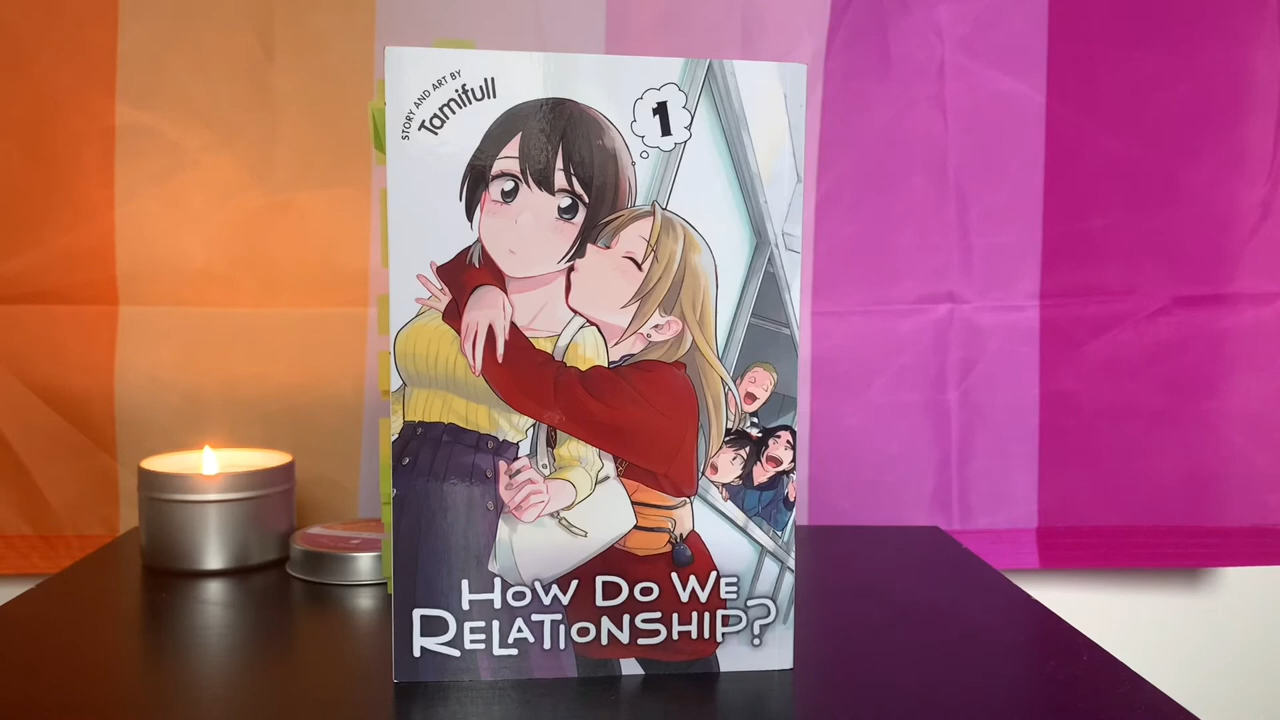 STORY AND ART BY
Tamifull
1
HOW DO WE
RELATIONSHIP?